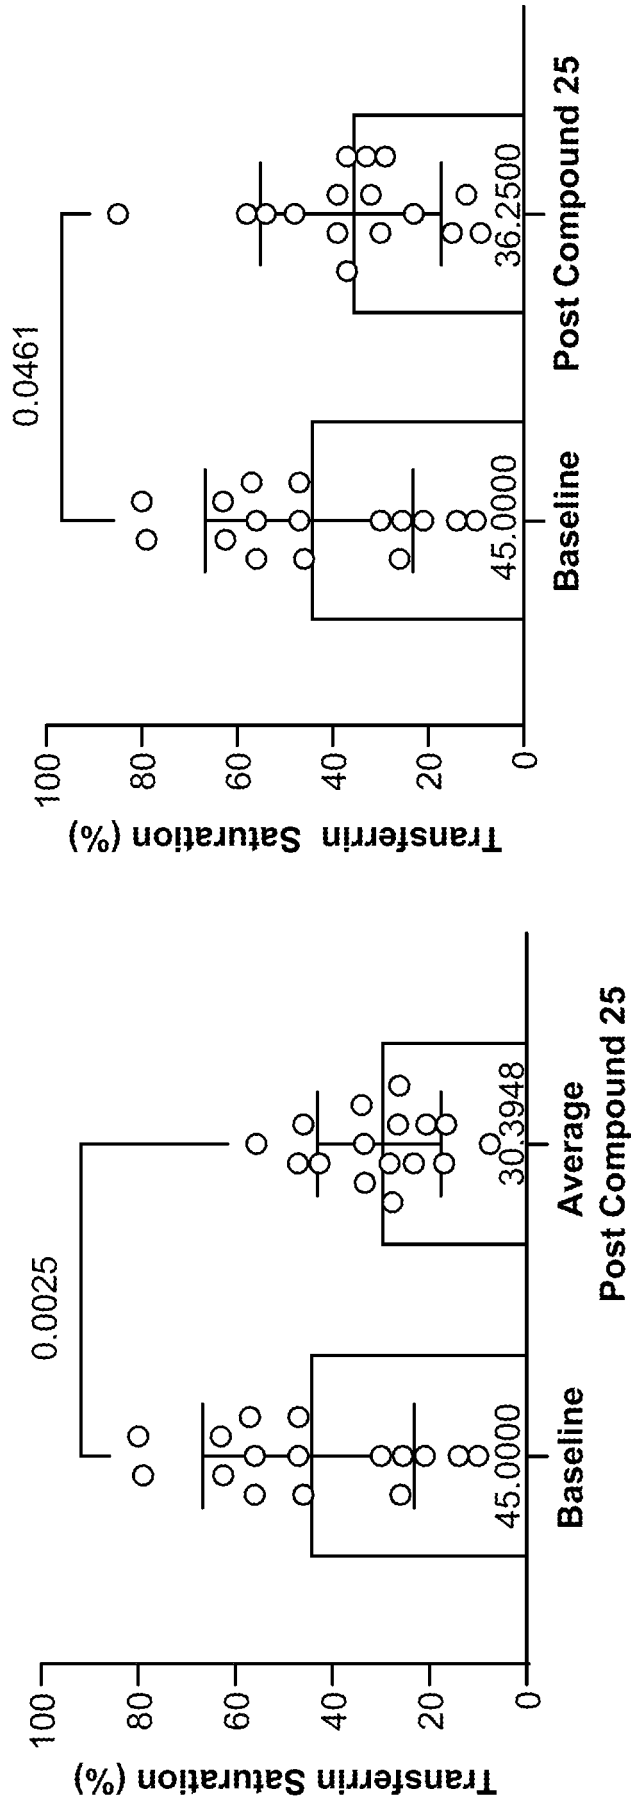 Transferrin Saturation (%)
100
80
60
40
20
0
0.0025
45.0000
30.3948
Baseline
Average
Post Compound 25
Transferrin Saturation (%)
100
80
60
40
20
0
0.0461
45.0000
36.2500
Baseline
Post Compound 25